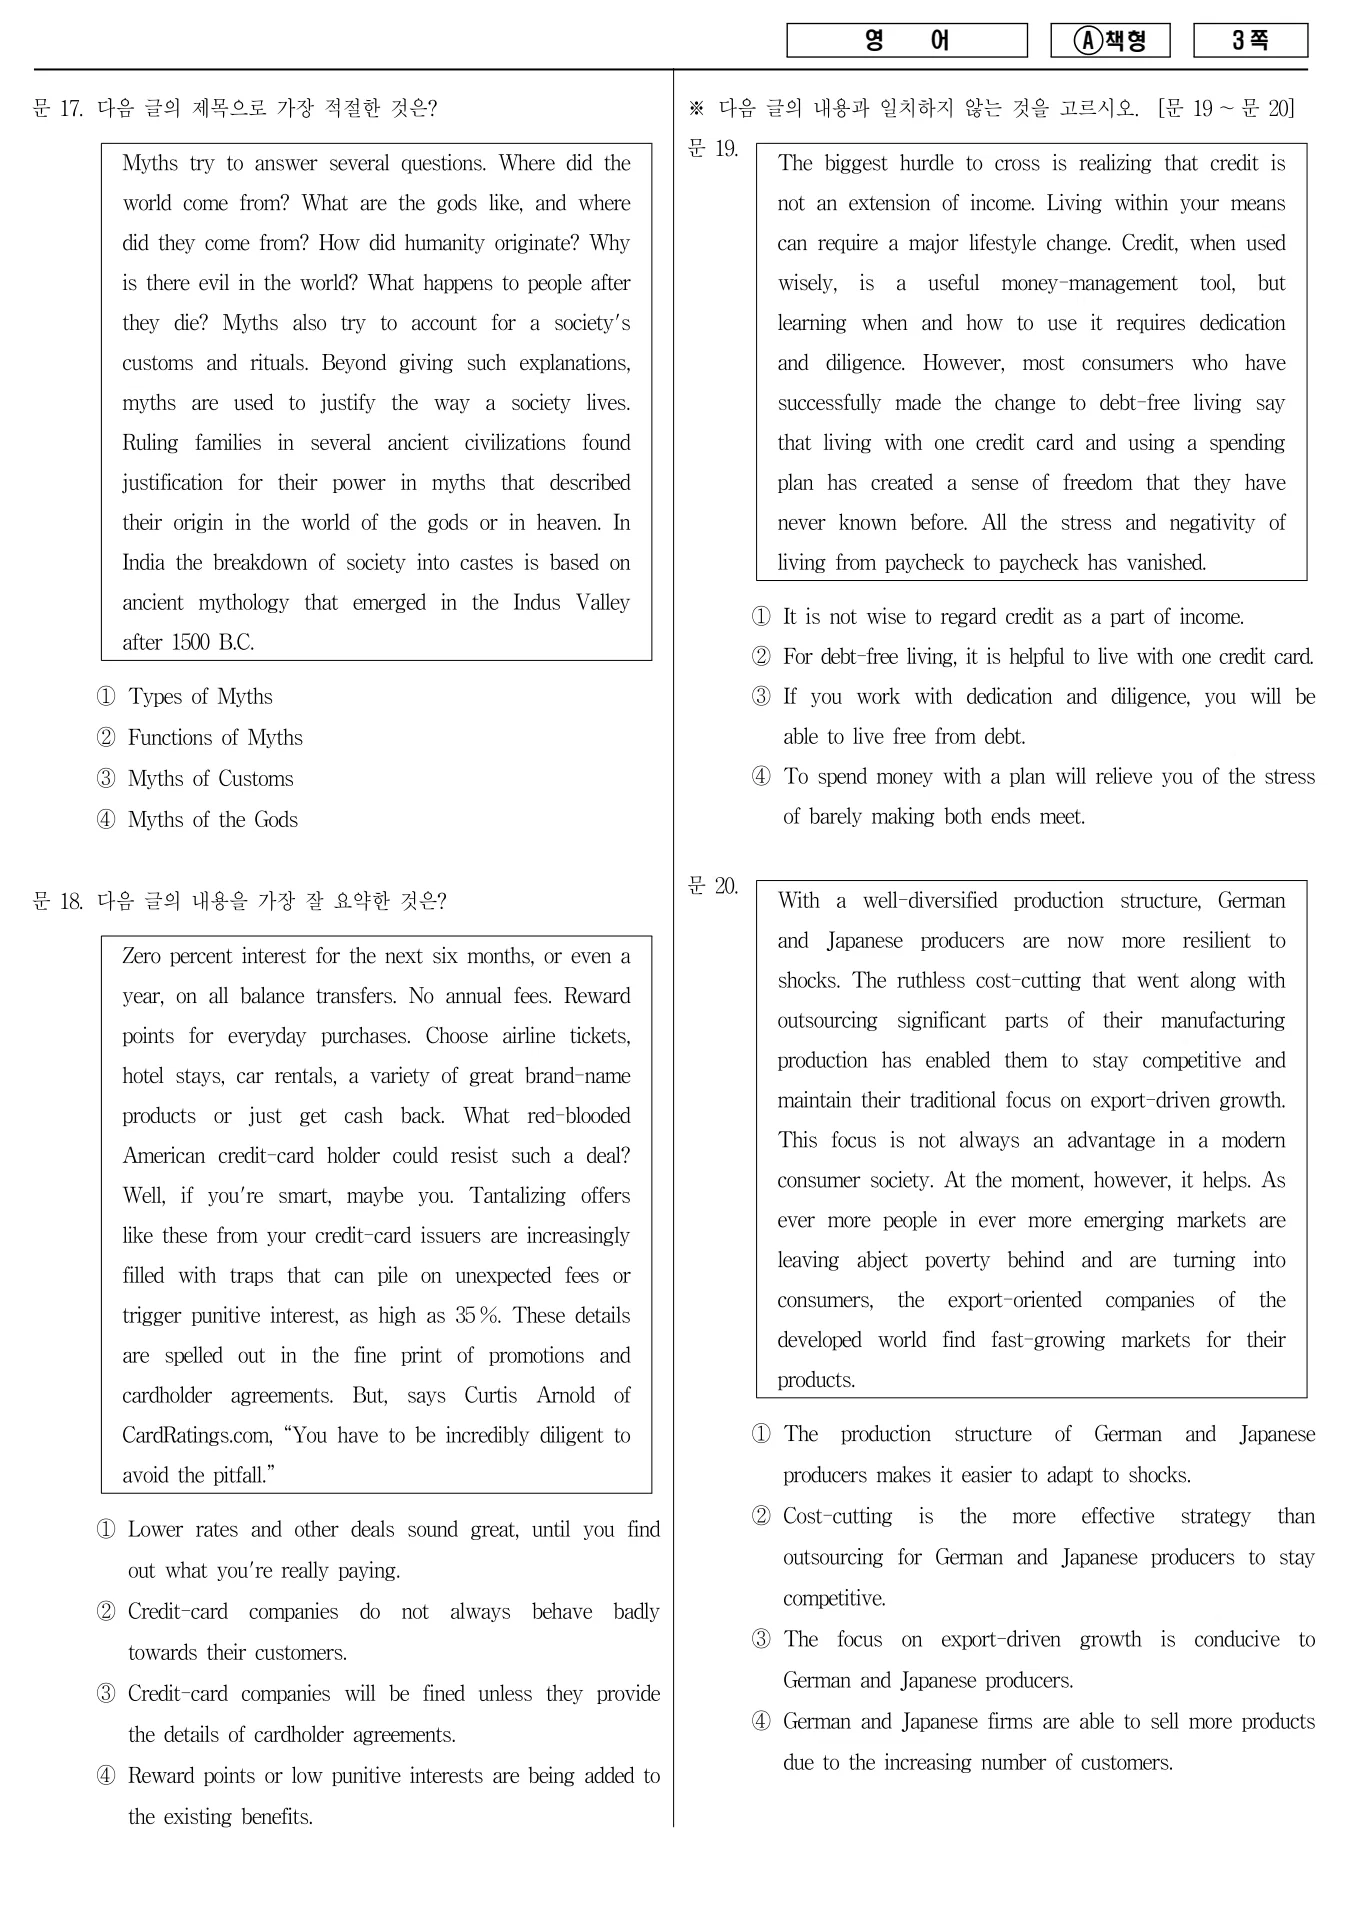 영 어
Ⓐ책형
3쪽
문 17. 다음 글의 제목으로 가장 적절한 것은?
Myths try to answer several questions. Where did the
world come from? What are the gods like, and where
did they come from? How did humanity originate? Why
is there evil in the world? What happens to people after
they die? Myths also try to account for a society's
customs and rituals. Beyond giving such explanations,
myths are used to justify the way a society lives.
Ruling families in several ancient civilizations found
justification for their power in myths that described
their origin in the world of the gods or in heaven. In
India the breakdown of society into castes is based on
ancient mythology that emerged in the Indus Valley
after 1500 B.C.
① Types of Myths
② Functions of Myths
③ Myths of Customs
④ Myths of the Gods
문 18. 다음 글의 내용을 가장 잘 요약한 것은?
Zero percent interest for the next six months, or even a
year, on all balance transfers. No annual fees. Reward
points for everyday purchases. Choose airline tickets,
hotel stays, car rentals, a variety of great brand-name
products or just get cash back. What red-blooded
American credit-card holder could resist such a deal?
Well, if you're smart, maybe you. Tantalizing offers
like these from your credit-card issuers are increasingly
filled with traps that can pile on unexpected fees or
trigger punitive interest, as high as 35%. These details
are spelled out in the fine print of promotions and
cardholder agreements. But, says Curtis Arnold of
CardRatings.com, “You have to be incredibly diligent to
avoid the pitfall.”
① Lower rates and other deals sound great, until you find
out what you're really paying.
② Credit-card companies do not always behave badly
towards their customers.
③ Credit-card companies will be fined unless they provide
the details of cardholder agreements.
④ Reward points or low punitive interests are being added to
the existing benefits.
※ 다음 글의 내용과 일치하지 않는 것을 고르시오. [문 19 ~ 문 20]
문 19.
The biggest hurdle to cross is realizing that credit is
not an extension of income. Living within your means
can require a major lifestyle change. Credit, when used
wisely, is a useful money-management tool, but
learning when and how to use it requires dedication
and diligence. However, most consumers who have
successfully made the change to debt-free living say
that living with one credit card and using a spending
plan has created a sense of freedom that they have
never known before. All the stress and negativity of
living from paycheck to paycheck has vanished.
① It is not wise to regard credit as a part of income.
② For debt-free living, it is helpful to live with one credit card.
③ If you work with dedication and diligence, you will be
able to live free from debt.
④ To spend money with a plan will relieve you of the stress
of barely making both ends meet.
문 20.
With a well-diversified production structure, German
and Japanese producers are now more resilient to
shocks. The ruthless cost-cutting that went along with
outsourcing significant parts of their manufacturing
production has enabled them to stay competitive and
maintain their traditional focus on export-driven growth.
This focus is not always an advantage in a modern
consumer society. At the moment, however, it helps. As
ever more people in ever more emerging markets are
leaving abject poverty behind and are turning into
consumers, the export-oriented companies of the
developed world find fast-growing markets for their
products.
① The production structure of German and Japanese
producers makes it easier to adapt to shocks.
② Cost-cutting is the more effective strategy than
outsourcing for German and Japanese producers to stay
competitive.
③ The focus on export-driven growth is conducive to
German and Japanese producers.
④ German and Japanese firms are able to sell more products
due to the increasing number of customers.